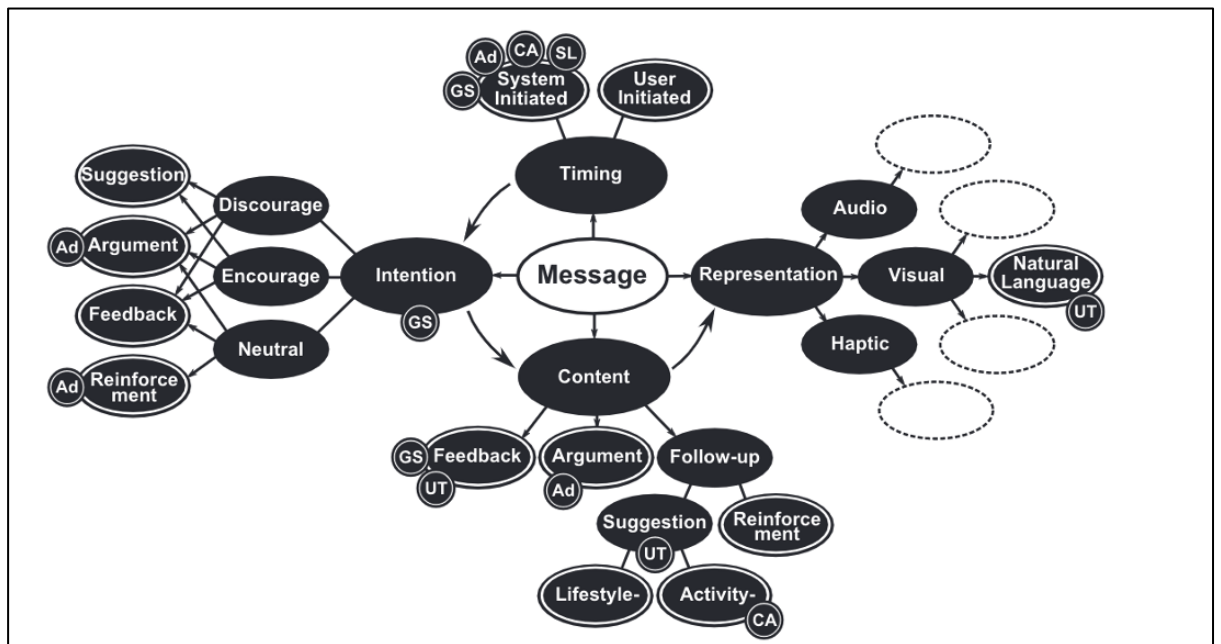 Ad
CA
SL
GS
System
Initiated
User
Initiated
Timing
Suggestion
Discourage
Audio
Ad
Argument
Encourage
Intention
Message
Representation
Visual
Natural
Language
UT
GS
Feedback
Neutral
Haptic
Ad
Reinforce
ment
Content
GS
Feedback
UT
Argument
Ad
Follow-up
Suggestion
UT
Reinforce
ment
Lifestyle-
Activity-
CA